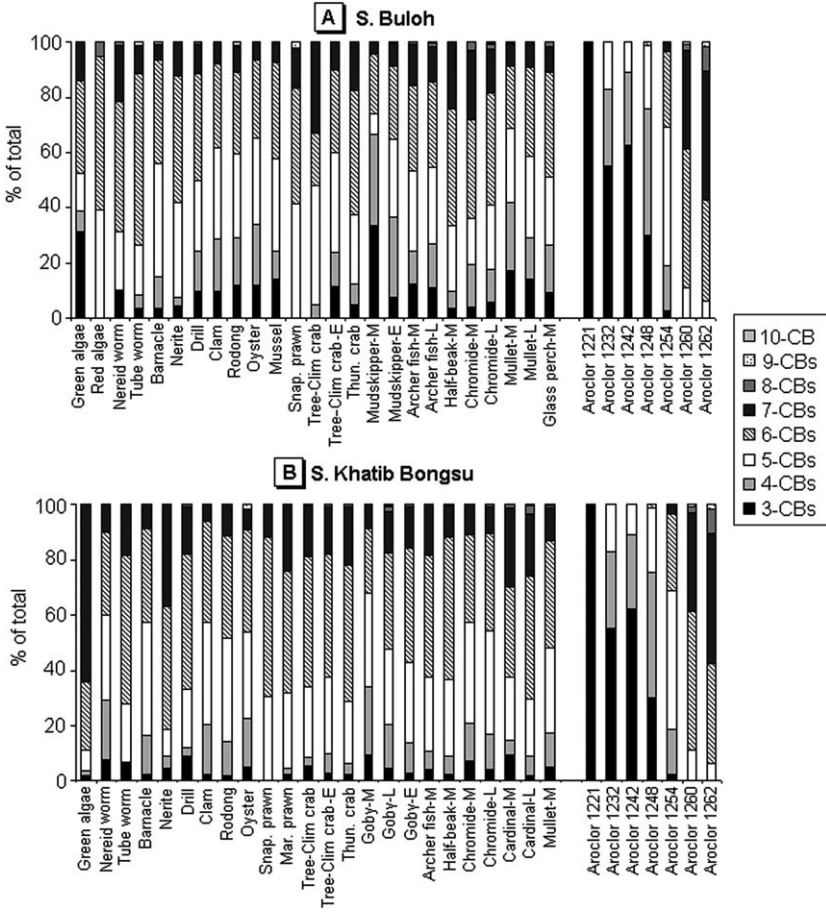 A S. Buloh
% of total
100
80
60
40
20
0
Green algae
Red algae
Nereid worm
Tube worm
Barnacle
Nerite
Drill
Clam
Rodong
Oyster
Mussel
Snap. prawn
Tree-Clim crab
Tree-Clim crab-E
Thun. crab
Mudskipper-M
Mudskipper-E
Archer fish-M
Archer fish-L
Half-beak-M
Chromide-M
Chromide-L
Mullet-M
Mullet-L
Glass perch-M
Aroclor 1221
Aroclor 1232
Aroclor 1242
Aroclor 1248
Aroclor 1254
Aroclor 1260
Aroclor 1262
10-CB
9-CBs
8-CBs
7-CBs
6-CBs
5-CBs
4-CBs
3-CBs
B S. Khatib Bongsu
% of total
100
80
60
40
20
0
Green algae
Nereid worm
Tube worm
Barnacle
Nerite
Drill
Clam
Rodong
Oyster
Snap. prawn
Mar. prawn
Tree-Clim crab
Tree-Clim crab-E
Thun. crab
Goby-M
Goby-L
Goby-E
Archer fish-M
Half-beak-M
Chromide-M
Chromide-L
Cardinal-M
Cardinal-L
Mullet-M
Aroclor 1221
Aroclor 1232
Aroclor 1242
Aroclor 1248
Aroclor 1254
Aroclor 1260
Aroclor 1262